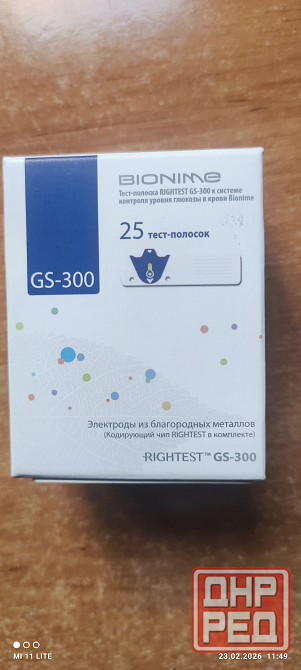 BIONIME
Тест-полоска RIGHTEST GS-300 к системе
контроля уровня глюкозы в крови Bionime
25 тест-полосок
GS-300
Электроды из благородных металлов
(Кодирующий чип RIGHTEST в комплекте)
RIGHTEST™ GS-300
ДНР
РЕД
MI 11 LITE
23.02.2026 11:49